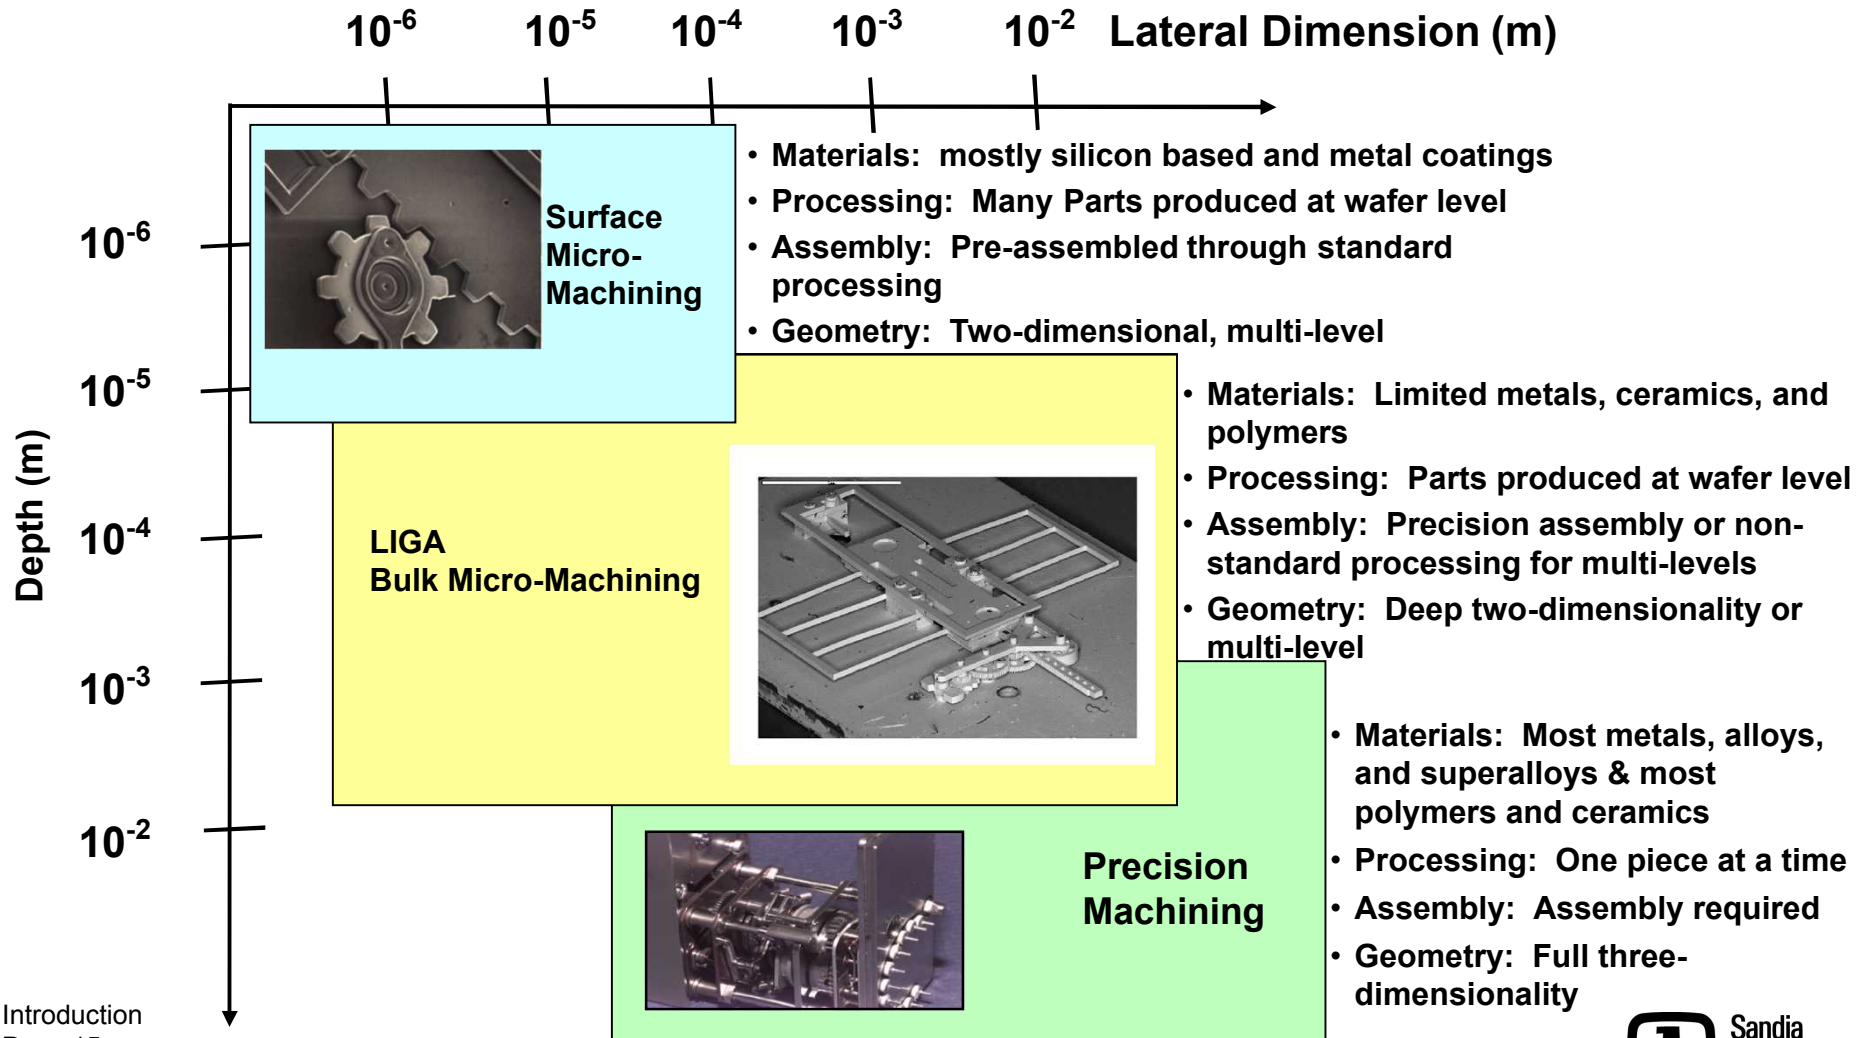 10-6 10-5 10-4 10-3 10-2 Lateral Dimension (m)
Depth (m)
10-6
10-5
10-4
10-3
10-2
Surface
Micro-
Machining
• Materials: mostly silicon based and metal coatings
• Processing: Many Parts produced at wafer level
• Assembly: Pre-assembled through standard
processing
• Geometry: Two-dimensional, multi-level
LIGA
Bulk Micro-Machining
• Materials: Limited metals, ceramics, and
polymers
• Processing: Parts produced at wafer level
• Assembly: Precision assembly or non-
standard processing for multi-levels
• Geometry: Deep two-dimensionality or
multi-level
Precision
Machining
• Materials: Most metals, alloys,
and superalloys & most
polymers and ceramics
• Processing: One piece at a time
• Assembly: Assembly required
• Geometry: Full three-
dimensionality
Introduction
Sandia